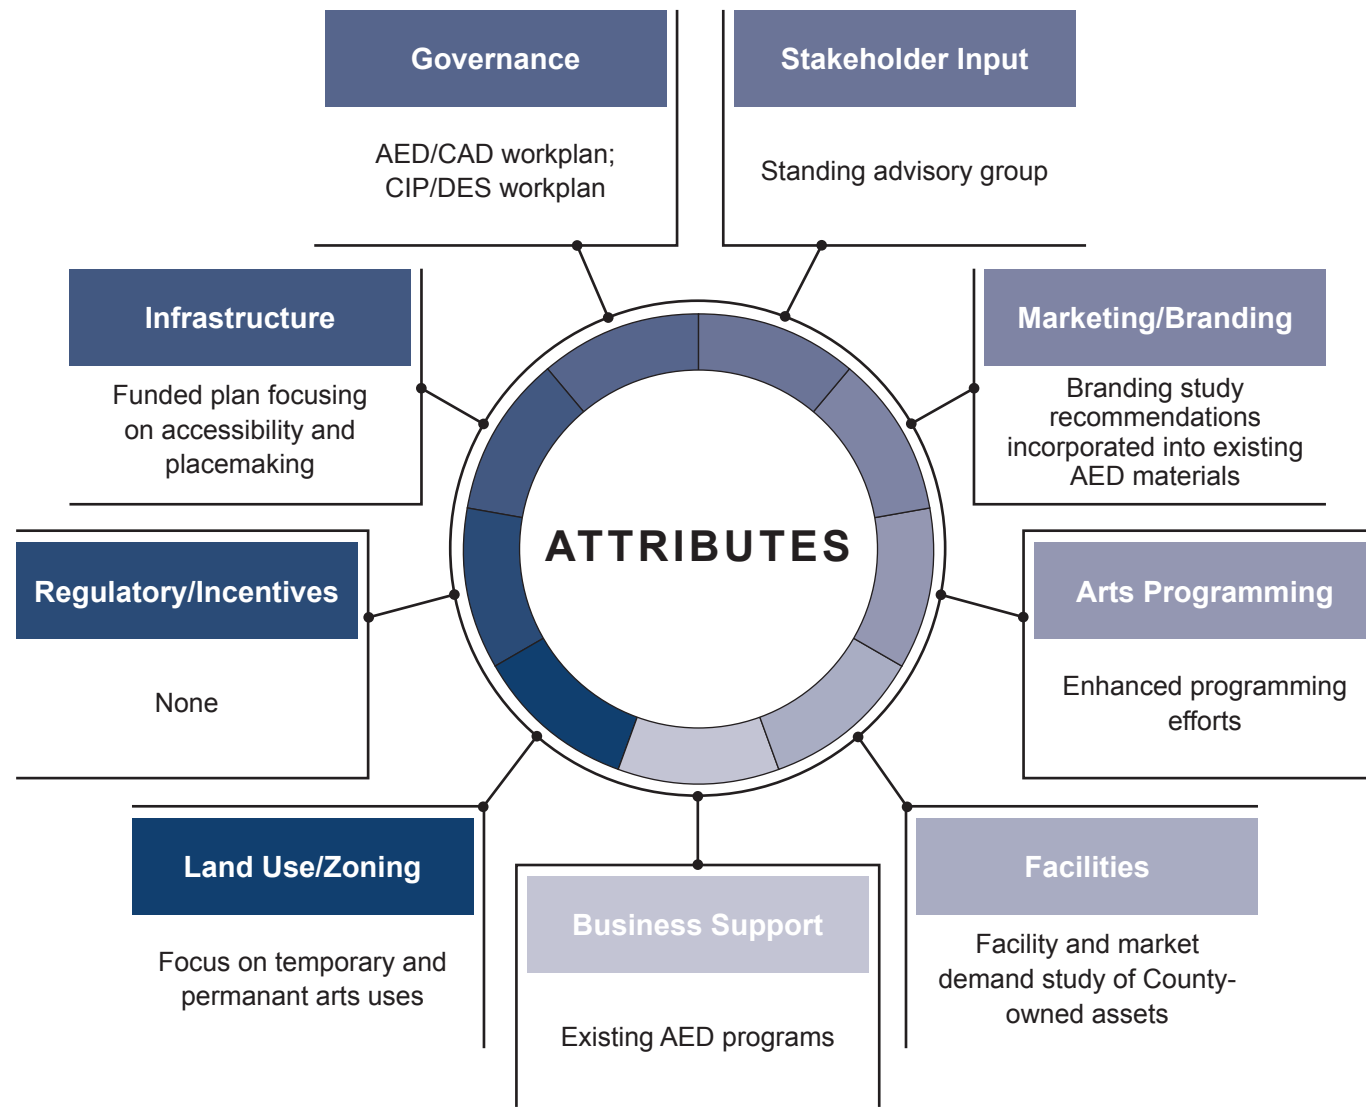 Governance
AED/CAD workplan;
CIP/DES workplan
Stakeholder Input
Standing advisory group
Infrastructure
Funded plan focusing
on accessibility and
placemaking
Marketing/Branding
Branding study
recommendations
incorporated into existing
AED materials
ATTRIBUTES
Regulatory/Incentives
None
Arts Programming
Enhanced programming
efforts
Land Use/Zoning
Focus on temporary and
permanant arts uses
Business Support
Existing AED programs
Facilities
Facility and market
demand study of County-
owned assets